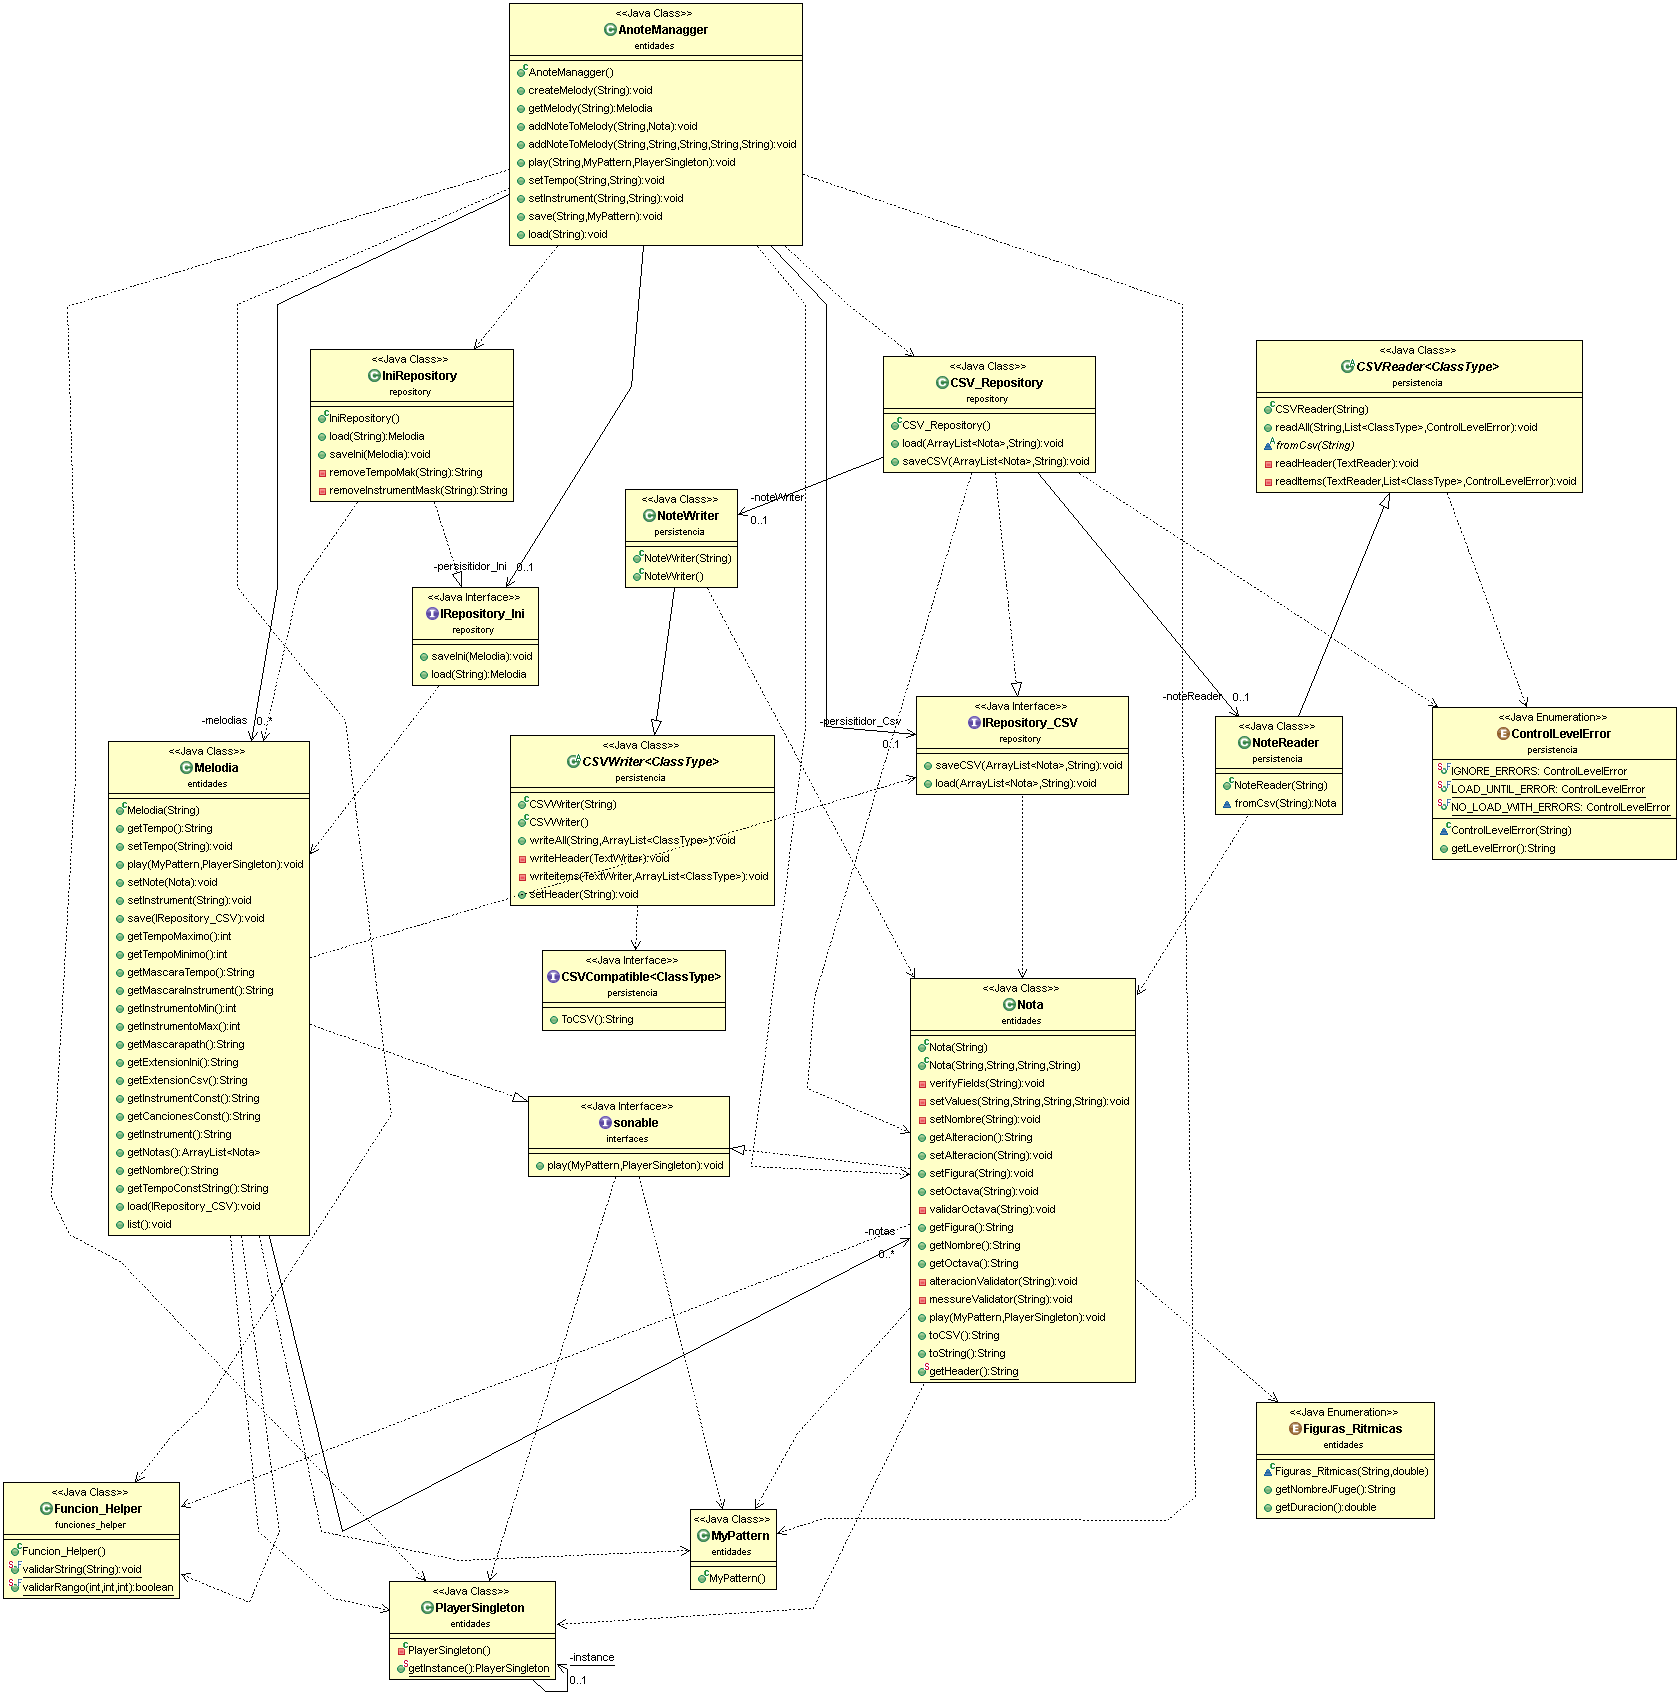 <<Java Class>>
AnoteManagger
entidades
AnoteManagger()
createMelody(String):void
getMelody(String):Melodia
addNoteToMelody(String,Nota):void
addNoteToMelody(String,String,String,String,String):void
play(String,MyPattern,PlayerSingleton):void
setTempo(String,String):void
setInstrument(String,String):void
save(String,MyPattern):void
load(String):void
<<Java Class>>
IniRepository
repository
IniRepository()
load(String):Melodia
saveIni(Melodia):void
removeTempoMak(String):String
removeInstrumentMask(String):String
<<Java Class>>
CSV_Repository
repository
CSV_Repository()
load(ArrayList<Nota>,String):void
saveCSV(ArrayList<Nota>,String):void
<<Java Class>>
CSVReader<ClassType>
persistencia
CSVReader(String)
readAll(String,List<ClassType>,ControlLevelError):void
fromCsv(String)
readHeader(TextReader):void
readItems(TextReader,List<ClassType>,ControlLevelError):void
-noteWriter
0..1
<<Java Class>>
NoteWriter
persistencia
NoteWriter(String)
NoteWriter()
-persisitidor_Ini
0..1
<<Java Interface>>
IRepository_Ini
repository
saveIni(Melodia):void
load(String):Melodia
-melodias
0..*
<<Java Class>>
Melodia
entidades
Melodia(String)
getTempo():String
setTempo(String):void
play(MyPattern,PlayerSingleton):void
setNote(Nota):void
setInstrument(String):void
save(IRepository_CSV):void
getTempoMaximo():int
getTempoMinimo():int
getMascaraTempo():String
getMascaraInstrument():String
getInstrumentoMin():int
getInstrumentoMax():int
getMascarapath():String
getExtensionIni():String
getExtensionCsv():String
getInstrumentConst():String
getCancionesConst():String
getInstrument():String
getNotas():ArrayList<Nota>
getNombre():String
getTempoConstString():String
load(IRepository_CSV):void
list():void
<<Java Class>>
CSVWriter<ClassType>
persistencia
CSVWriter(String)
CSVWriter()
writeAll(String,ArrayList<ClassType>):void
writeHeader(TextWriter):void
writeitems(TextWriter,ArrayList<ClassType>):void
setHeader(String):void
-persisitidor_Csv
0..1
<<Java Interface>>
IRepository_CSV
repository
saveCSV(ArrayList<Nota>,String):void
load(ArrayList<Nota>,String):void
-noteReader
0..1
<<Java Class>>
NoteReader
persistencia
NoteReader(String)
fromCsv(String):Nota
<<Java Enumeration>>
ControlLevelError
persistencia
IGNORE_ERRORS: ControlLevelError
LOAD_UNTIL_ERROR: ControlLevelError
NO_LOAD_WITH_ERRORS: ControlLevelError
ControlLevelError(String)
getLevelError():String
<<Java Interface>>
CSVCompatible<ClassType>
persistencia
ToCSV():String
<<Java Class>>
Nota
entidades
Nota(String)
Nota(String,String,String,String)
verifyFields(String):void
setValues(String,String,String,String):void
setNombre(String):void
getAlteracion():String
setAlteracion(String):void
setFigura(String):void
setOctava(String):void
validarOctava(String):void
getFigura():String
getNombre():String
getOctava():String
alteracionValidator(String):void
messureValidator(String):void
play(MyPattern,PlayerSingleton):void
toCSV():String
toString():String
getHeader():String
<<Java Interface>>
sonable
interfaces
play(MyPattern,PlayerSingleton):void
-notas
0..*
<<Java Enumeration>>
Figuras_Ritmicas
entidades
Figuras_Ritmicas(String,double)
getNombreJFuge():String
getDuracion():double
<<Java Class>>
Funcion_Helper
funciones_helper
Funcion_Helper()
validarString(String):void
validarRango(int,int,int):boolean
<<Java Class>>
MyPattern
entidades
MyPattern()
<<Java Class>>
PlayerSingleton
entidades
PlayerSingleton()
getInstance():PlayerSingleton
-instance
0..1